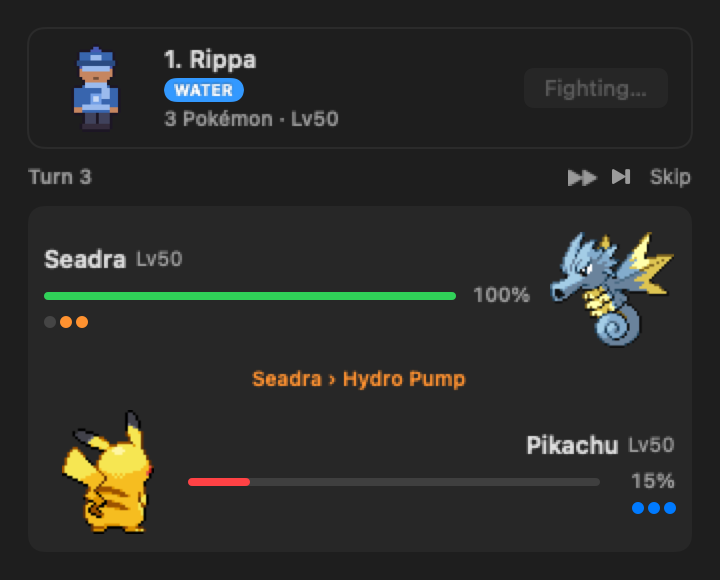 1. Rippa
WATER
3 Pokémon · Lv50
Fighting...
Turn 3
Skip
Seadra Lv50
100%
Seadra › Hydro Pump
Pikachu Lv50
15%